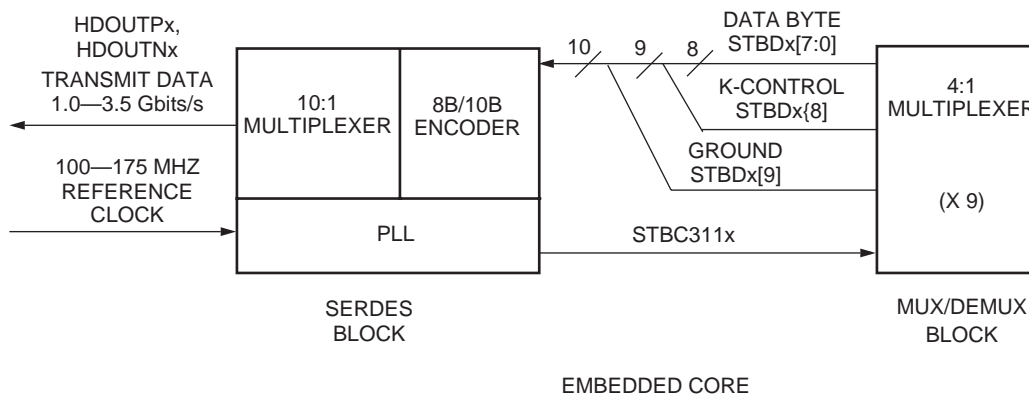 HDOUTPx,
HDOUTNx
TRANSMIT DATA
1.0—3.5 Gbits/s
100—175 MHZ
REFERENCE
CLOCK
10:1
MULTIPLEXER
8B/10B
ENCODER
PLL
SERDES
BLOCK
10
9
8
DATA BYTE
STBDx[7:0]
K-CONTROL
STBDx{8]
GROUND
STBDx[9]
STBC311x
4:1
MULTIPLEXER
(X 9)
MUX/DEMUX
BLOCK
EMBEDDED CORE